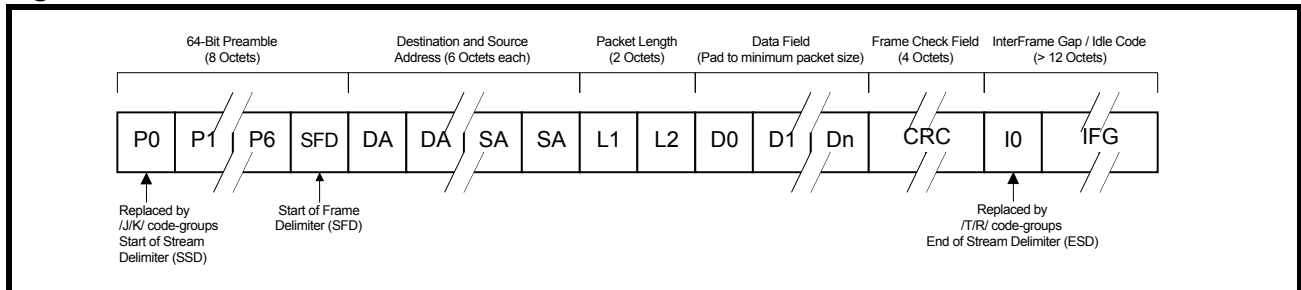 64-Bit Preamble
(8 Octets)
Destination and Source
Address (6 Octets each)
Packet Length
(2 Octets)
Data Field
(Pad to minimum packet size)
Frame Check Field
(4 Octets)
InterFrame Gap / Idle Code
(> 12 Octets)
P0 P1 P6 SFD DA DA SA SA L1 L2 D0 D1 Dn CRC I0 IFG
Replaced by
/J/K/ code-groups
Start of Stream
Delimiter (SSD)
Start of Frame
Delimiter (SFD)
Replaced by
/T/R/ code-groups
End of Stream Delimiter (ESD)